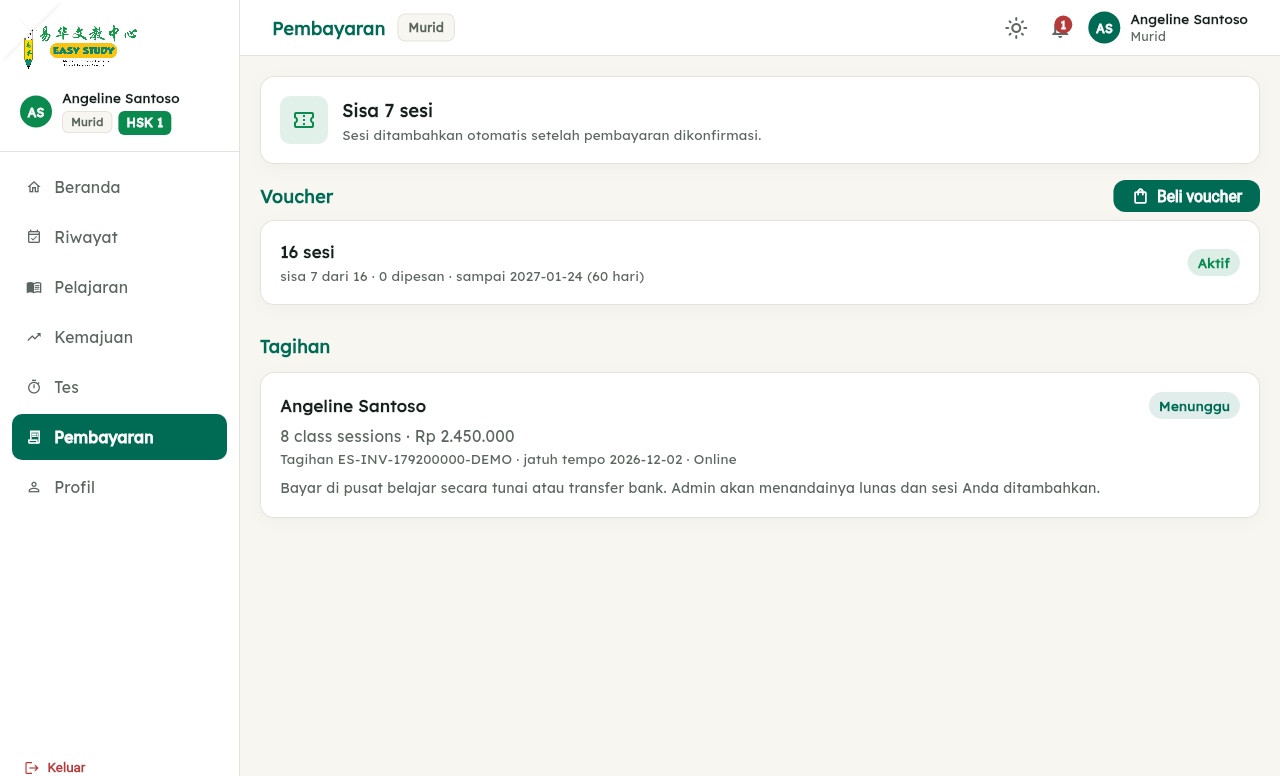 易华文教中心
EASY STUDY
AS
Angeline Santoso
Murid
HSK 1
Beranda
Riwayat
Pelajaran
Kemajuan
Tes
Pembayaran
Profil
Keluar
Pembayaran
Murid
1
AS
Angeline Santoso
Murid
Sisa 7 sesi
Sesi ditambahkan otomatis setelah pembayaran dikonfirmasi.
Voucher
Beli voucher
16 sesi
sisa 7 dari 16 · 0 dipesan · sampai 2027-01-24 (60 hari)
Aktif
Tagihan
Angeline Santoso
Menunggu
8 class sessions · Rp 2.450.000
Tagihan ES-INV-179200000-DEMO · jatuh tempo 2026-12-02 · Online
Bayar di pusat belajar secara tunai atau transfer bank. Admin akan menandainya lunas dan sesi Anda ditambahkan.